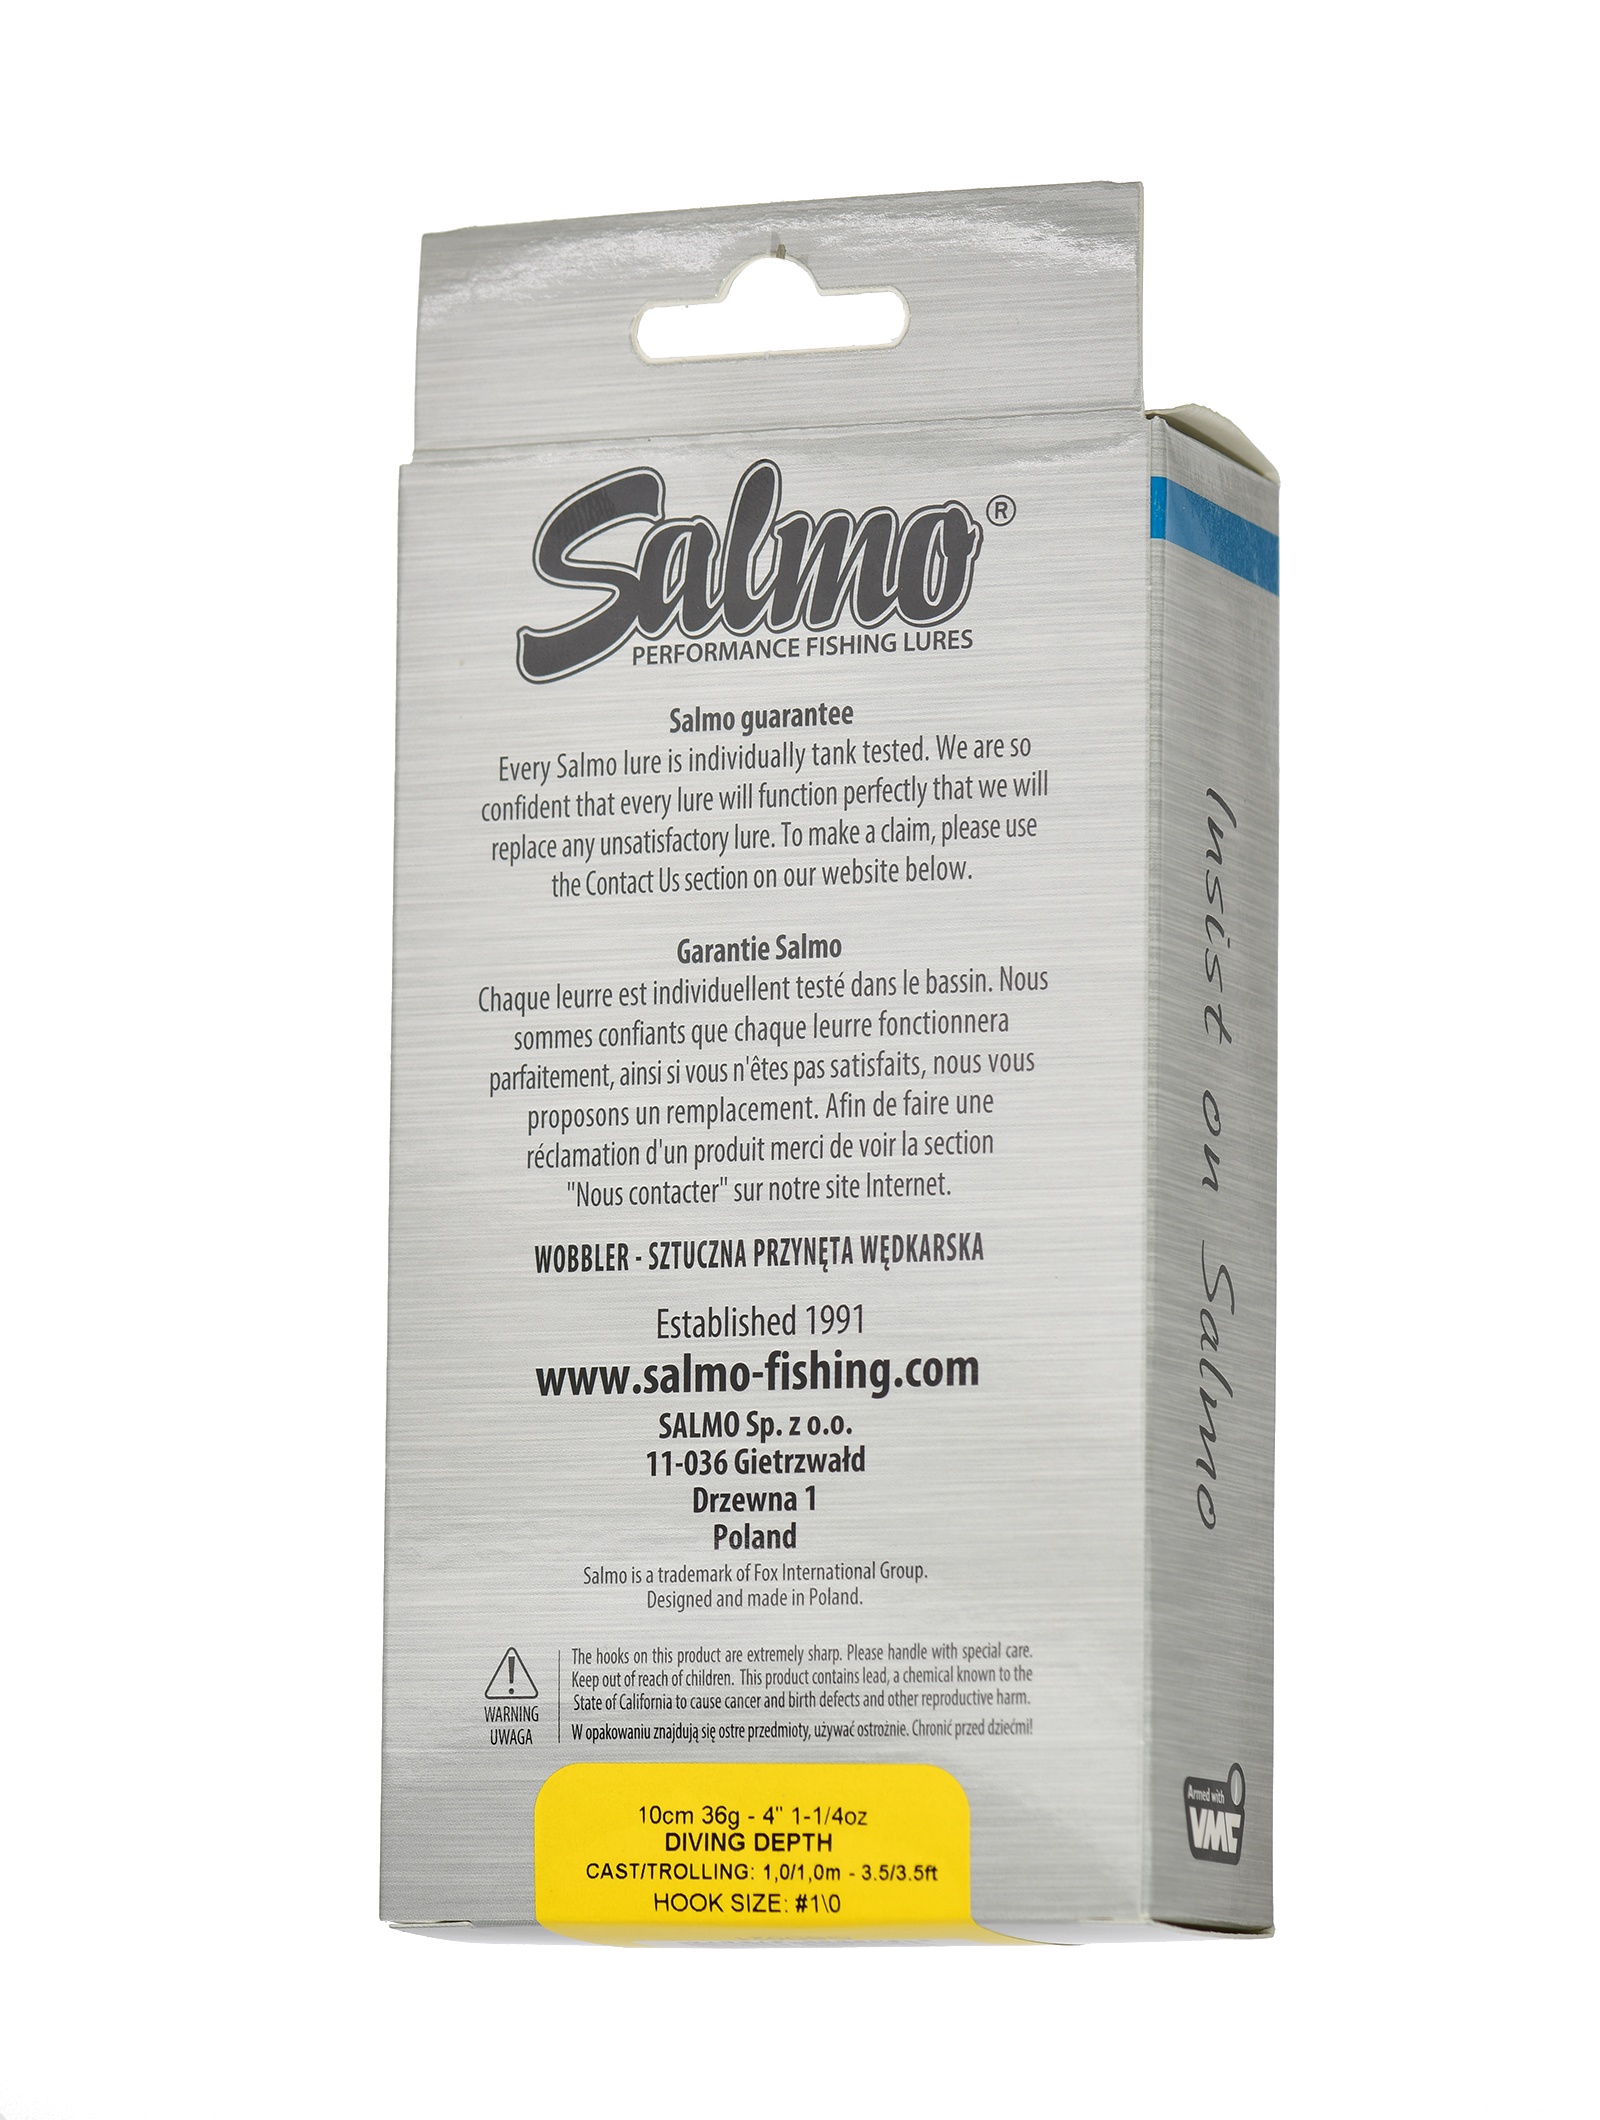 Salmo®
PERFORMANCE FISHING LURES
Salmo guarantee
Every Salmo lure is individually tank tested. We are so
confident that every lure will function perfectly that we will
replace any unsatisfactory lure. To make a claim, please use
the Contact Us section on our website below.
Garantie Salmo
Chaque leurre est individuellent testé dans le bassin. Nous
sommes confiants que chaque leurre fonctionnera
parfaitement, ainsi si vous n'êtes pas satisfaits, nous vous
proposons un remplacement. Afin de faire une
réclamation d'un produit merci de voir la section
"Nous contacter" sur notre site Internet.
WOBBLER - SZTUCZNA PRZYNĘTA WĘDKARSKA
Established 1991
www.salmo-fishing.com
SALMO Sp. z o.o.
11-036 Gietrzwałd
Drzewna 1
Poland
Salmo is a trademark of Fox International Group.
Designed and made in Poland.
WARNING
UWAGA
The hooks on this product are extremely sharp. Please handle with special care.
Keep out of reach of children. This product contains lead, a chemical known to the
State of California to cause cancer and birth defects and other reproductive harm.
W opakowaniu znajdują się ostre przedmioty, używać ostrożnie. Chronić przed dziećmi!
10cm 36g - 4" 1-1/4oz
DIVING DEPTH
CAST/TROLLING: 1,0/1,0m - 3.5/3.5ft
HOOK SIZE: #1\0
Insist on Salmo
Armed with
VMC